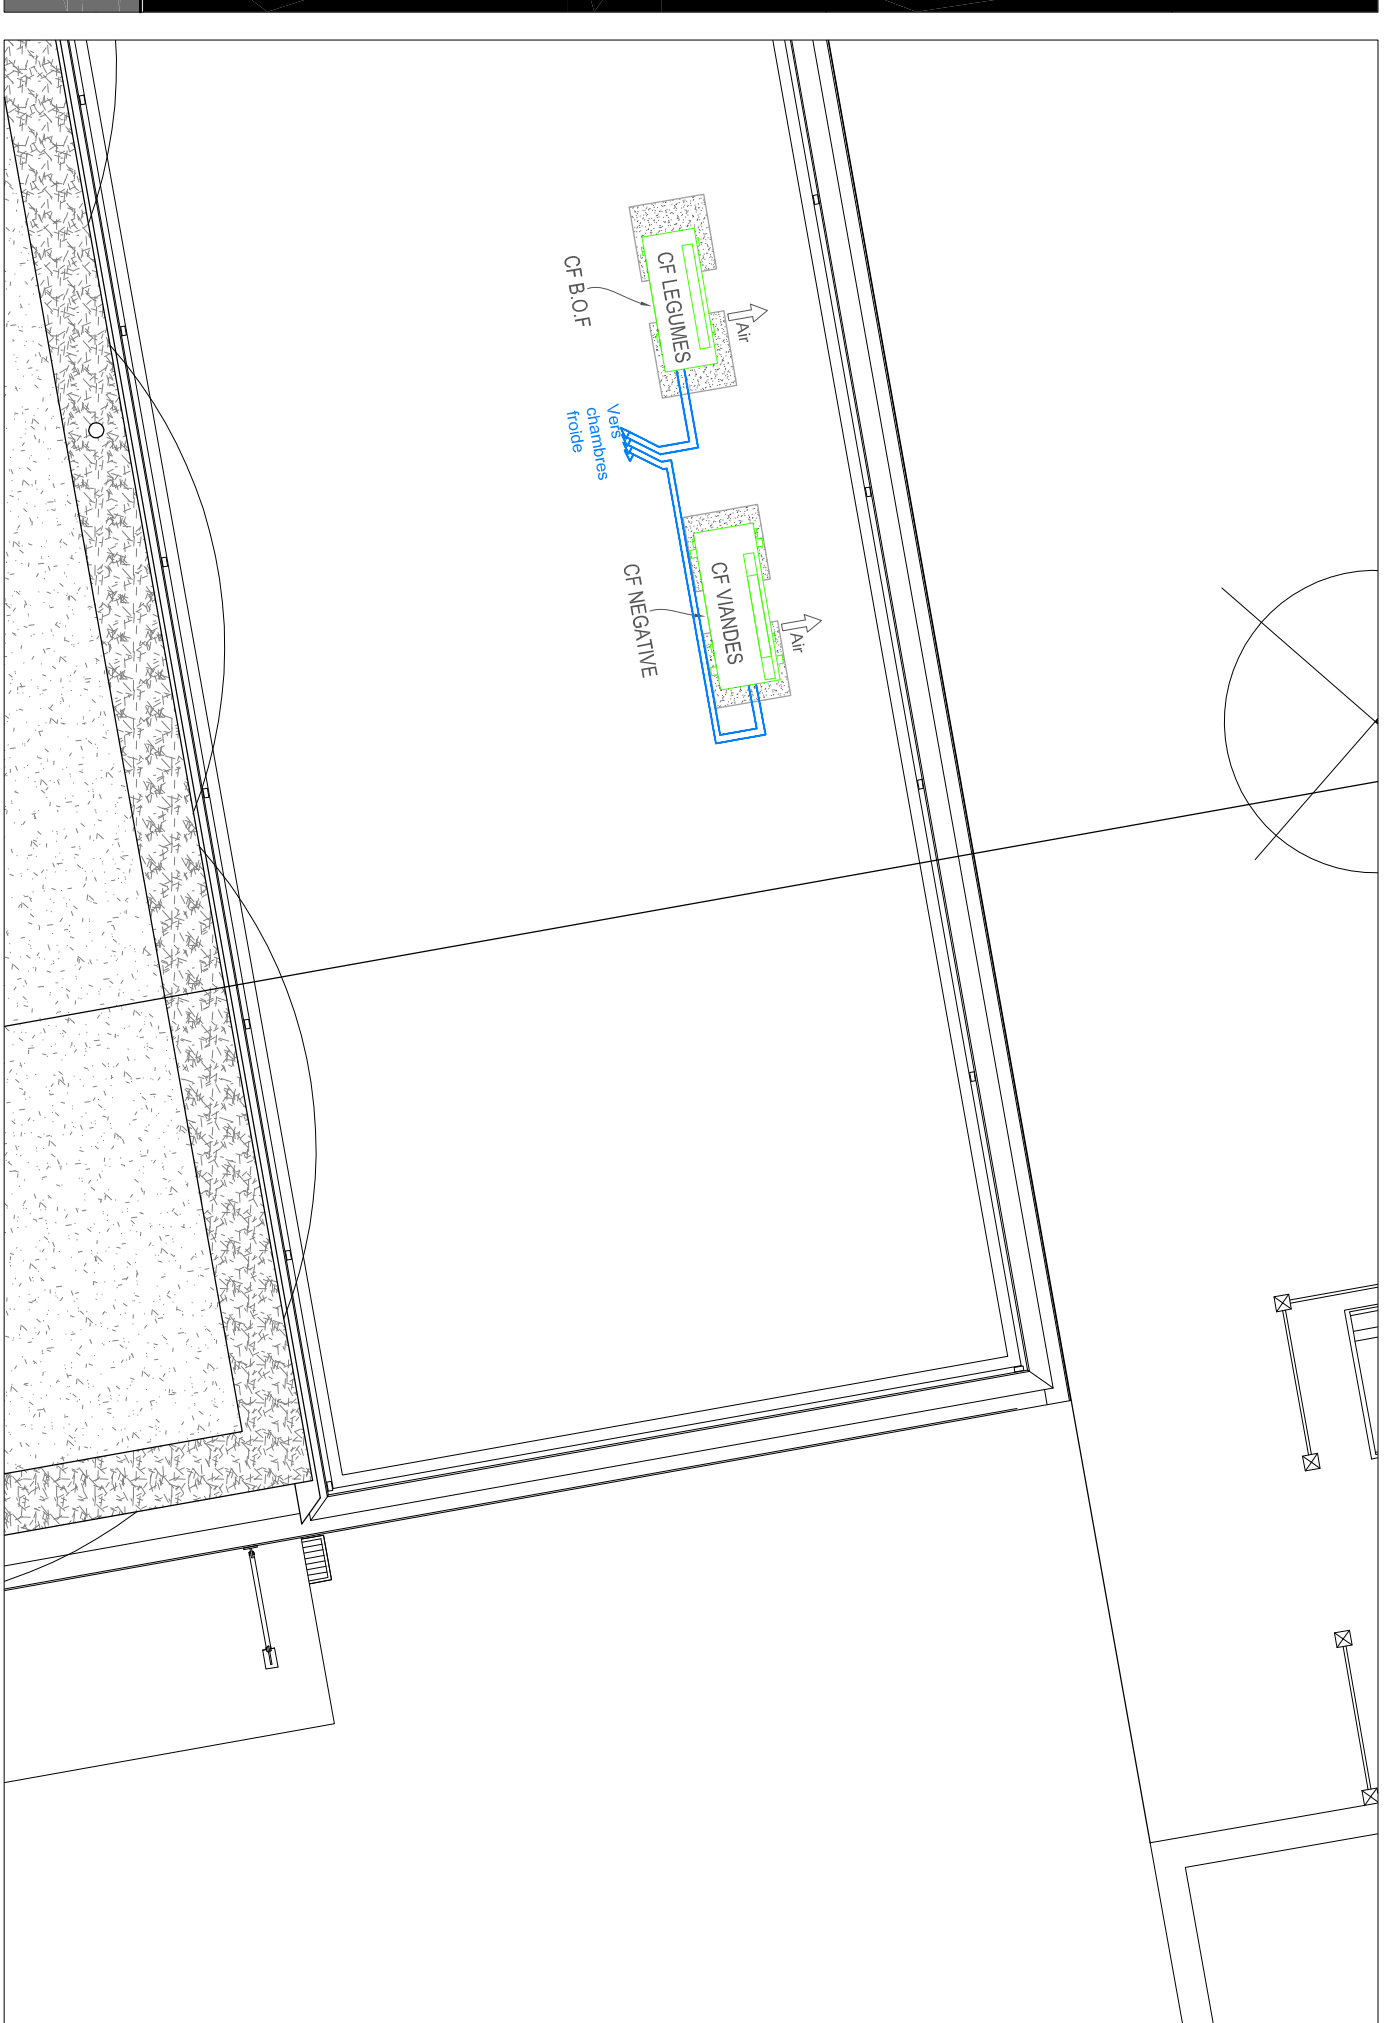 CF LEGUMES
CF B.O.F
Air
Vers
chambres
froide
CF VIANDES
CF NEGATIVE
Air